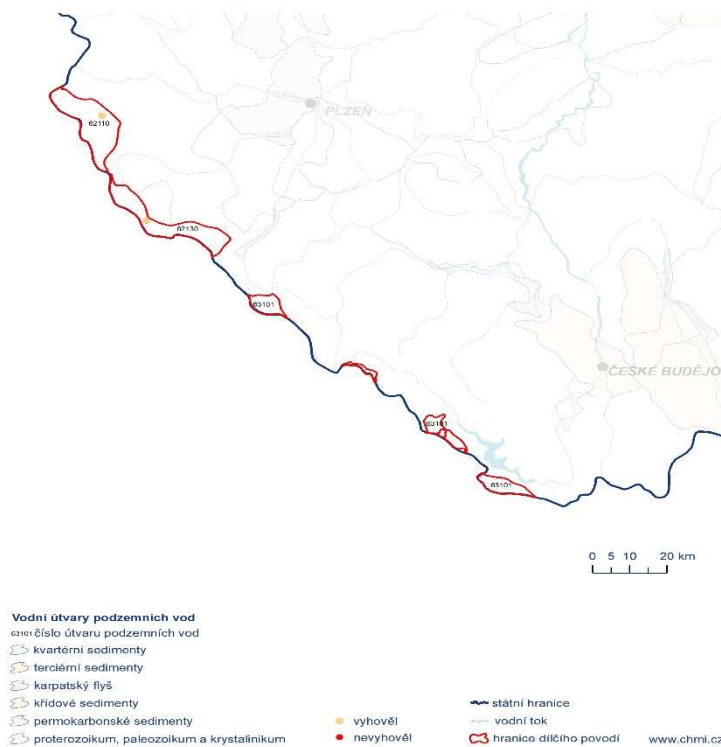 PLZEŇ
62110
62130
63101
ČESKÉ BUDĚJO
63101
63101
0 5 10 20 km
Vodní útvary podzemních vod
63101 číslo útvaru podzemních vod
kvartérní sedimenty
terciérní sedimenty
karpatský flyš
křídové sedimenty
permokarbonské sedimenty
proterozoikum, paleozoikum a krystalinikum
vyhověl
nevyhověl
státní hranice
vodní tok
hranice dílčího povodí
www.chmi.cz